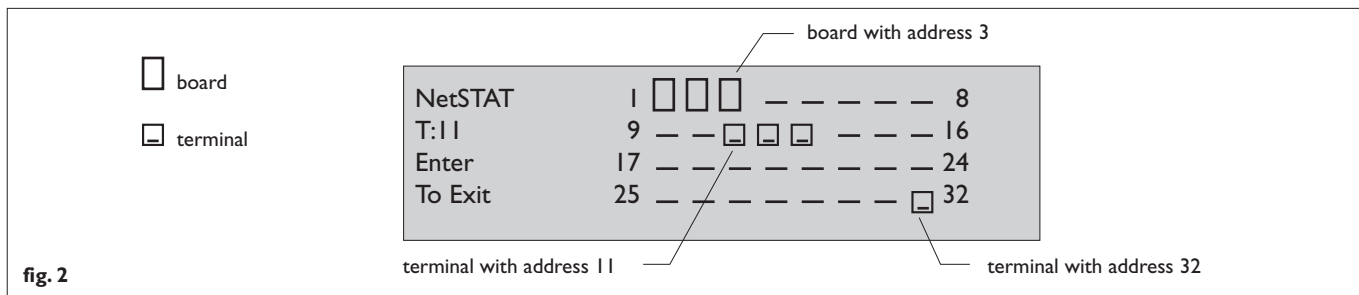 board with address 3
board
terminal
NetSTAT 1 _ _ _ _ _ 8
T:11 9 _ _ _ _ _ 16
Enter 17 _ _ _ _ _ _ _ _ 24
To Exit 25 _ _ _ _ _ _ _ 32
terminal with address 11
terminal with address 32
fig. 2